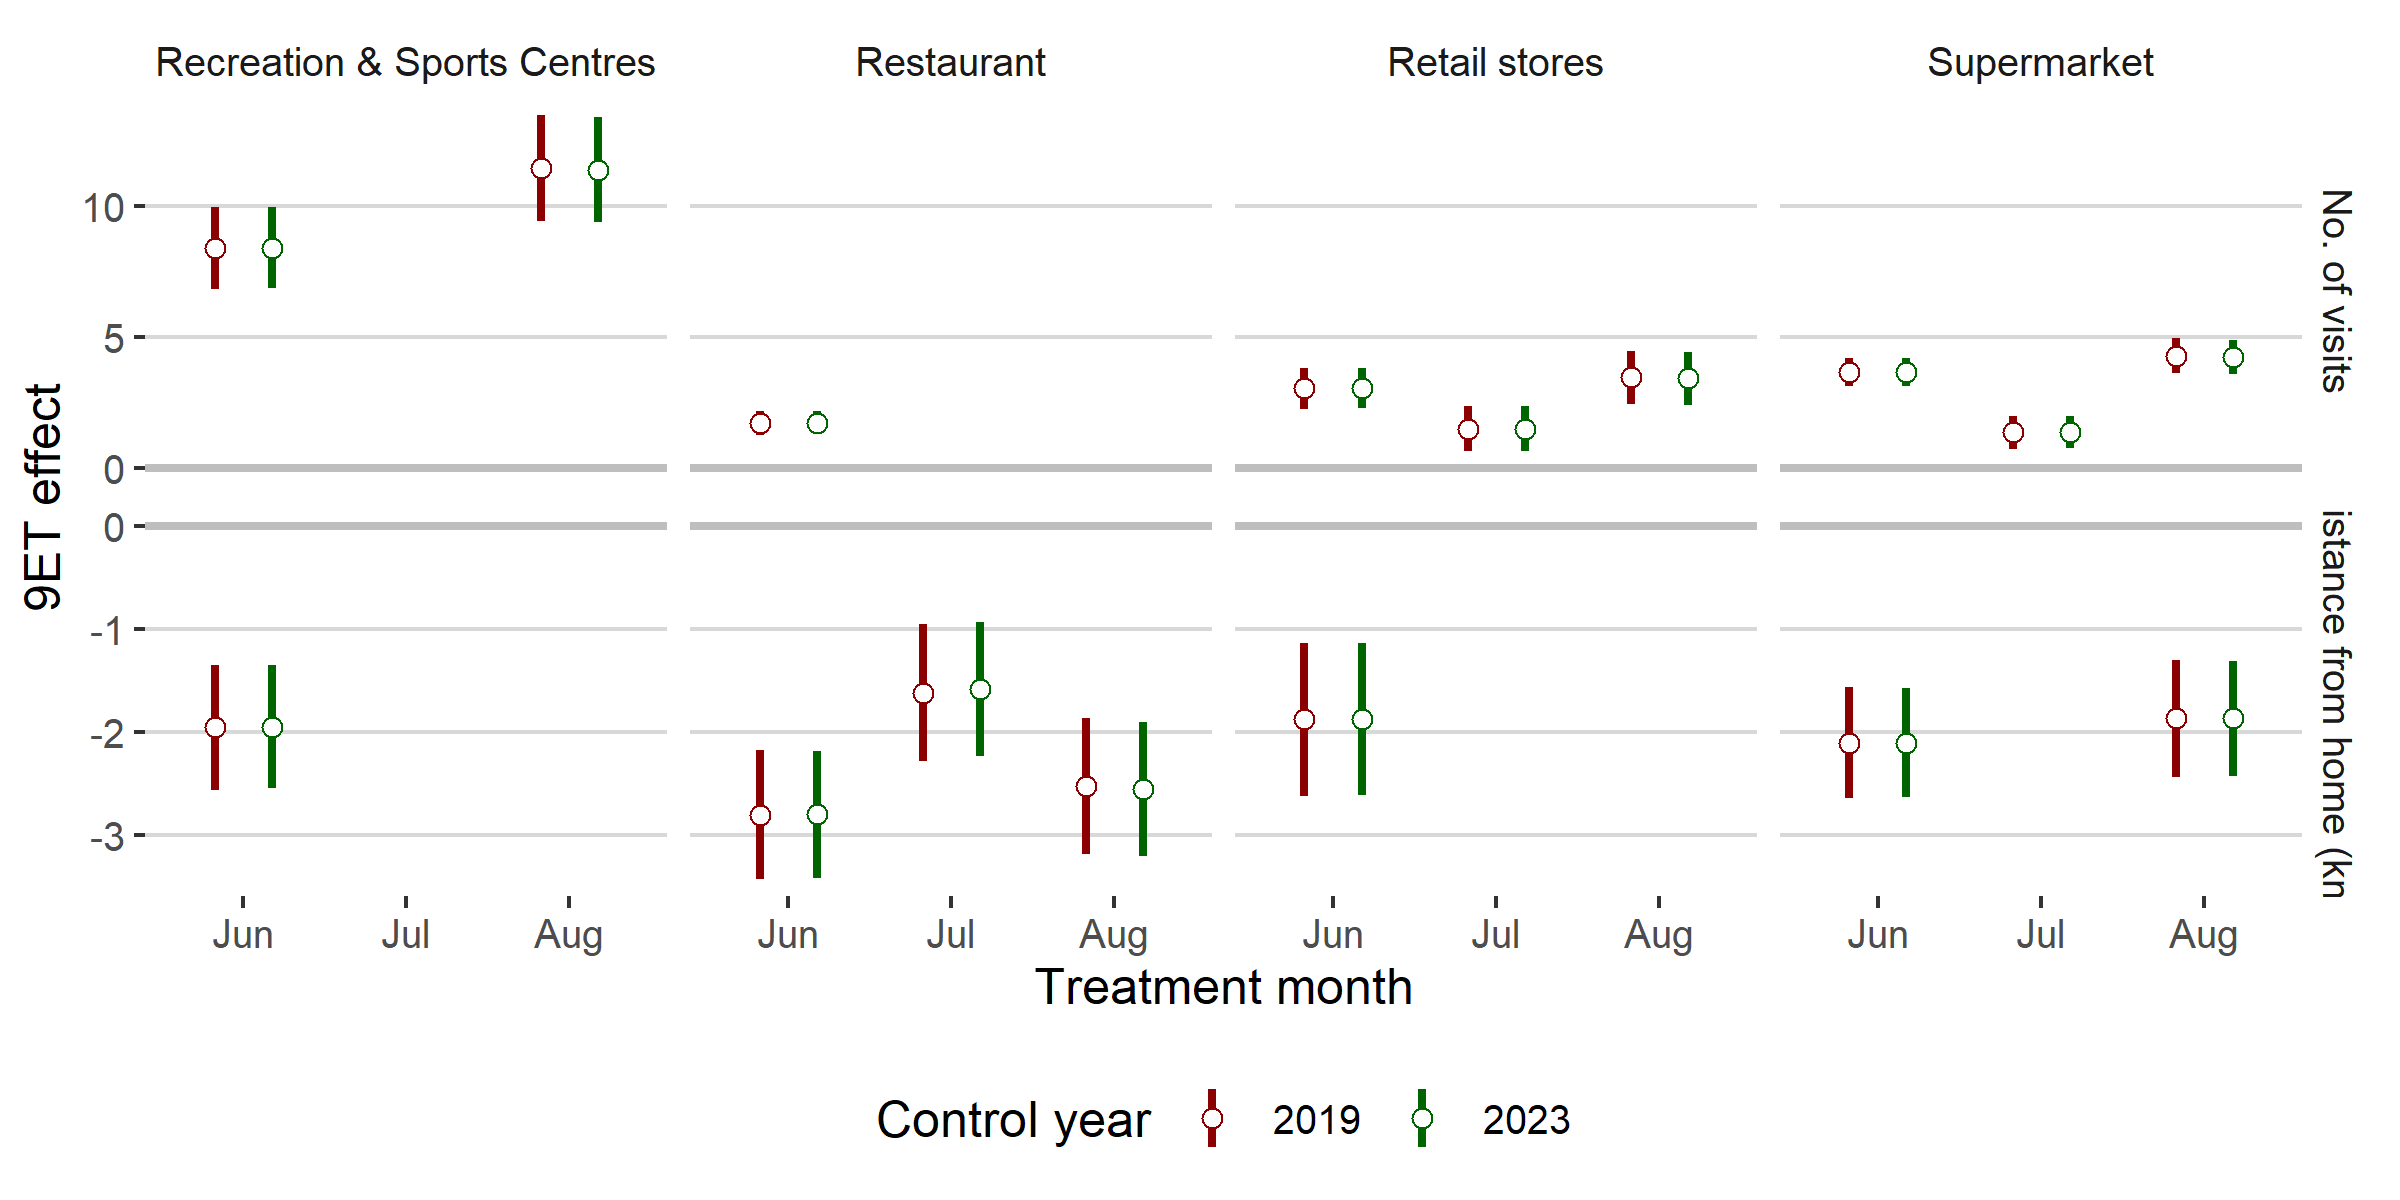 Recreation & Sports Centres
Restaurant
Retail stores
Supermarket
No. of visits
istance from home (kn
9ET effect
10
5
0
0
-1
-2
-3
Jun Jul Aug
Jun Jul Aug
Jun Jul Aug
Jun Jul Aug
Treatment month
Control year 2019 2023